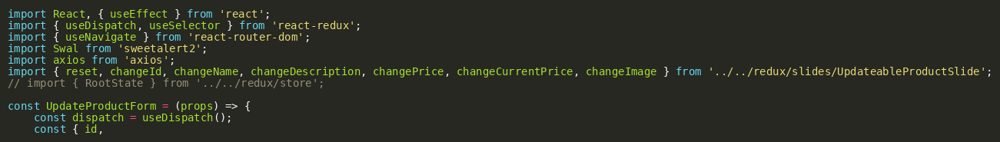 import React, { useEffect } from 'react';
import { useDispatch, useSelector } from 'react-redux';
import { useNavigate } from 'react-router-dom';
import Swal from 'sweetalert2';
import axios from 'axios';
import { reset, changeId, changeName, changeDescription, changePrice, changeCurrentPrice, changeImage } from '../../redux/slides/UpdateableProductSlide';
// import { RootState } from '../../redux/store';

const UpdateProductForm = (props) => {
    const dispatch = useDispatch();
    const { id,